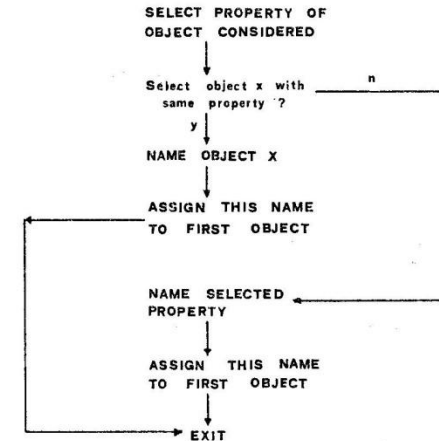 SELECT PROPERTY OF
OBJECT CONSIDERED
Select object x with
same property ?
n
y
NAME OBJECT X
ASSIGN THIS NAME
TO FIRST OBJECT
NAME SELECTED
PROPERTY
ASSIGN THIS NAME
TO FIRST OBJECT
EXIT